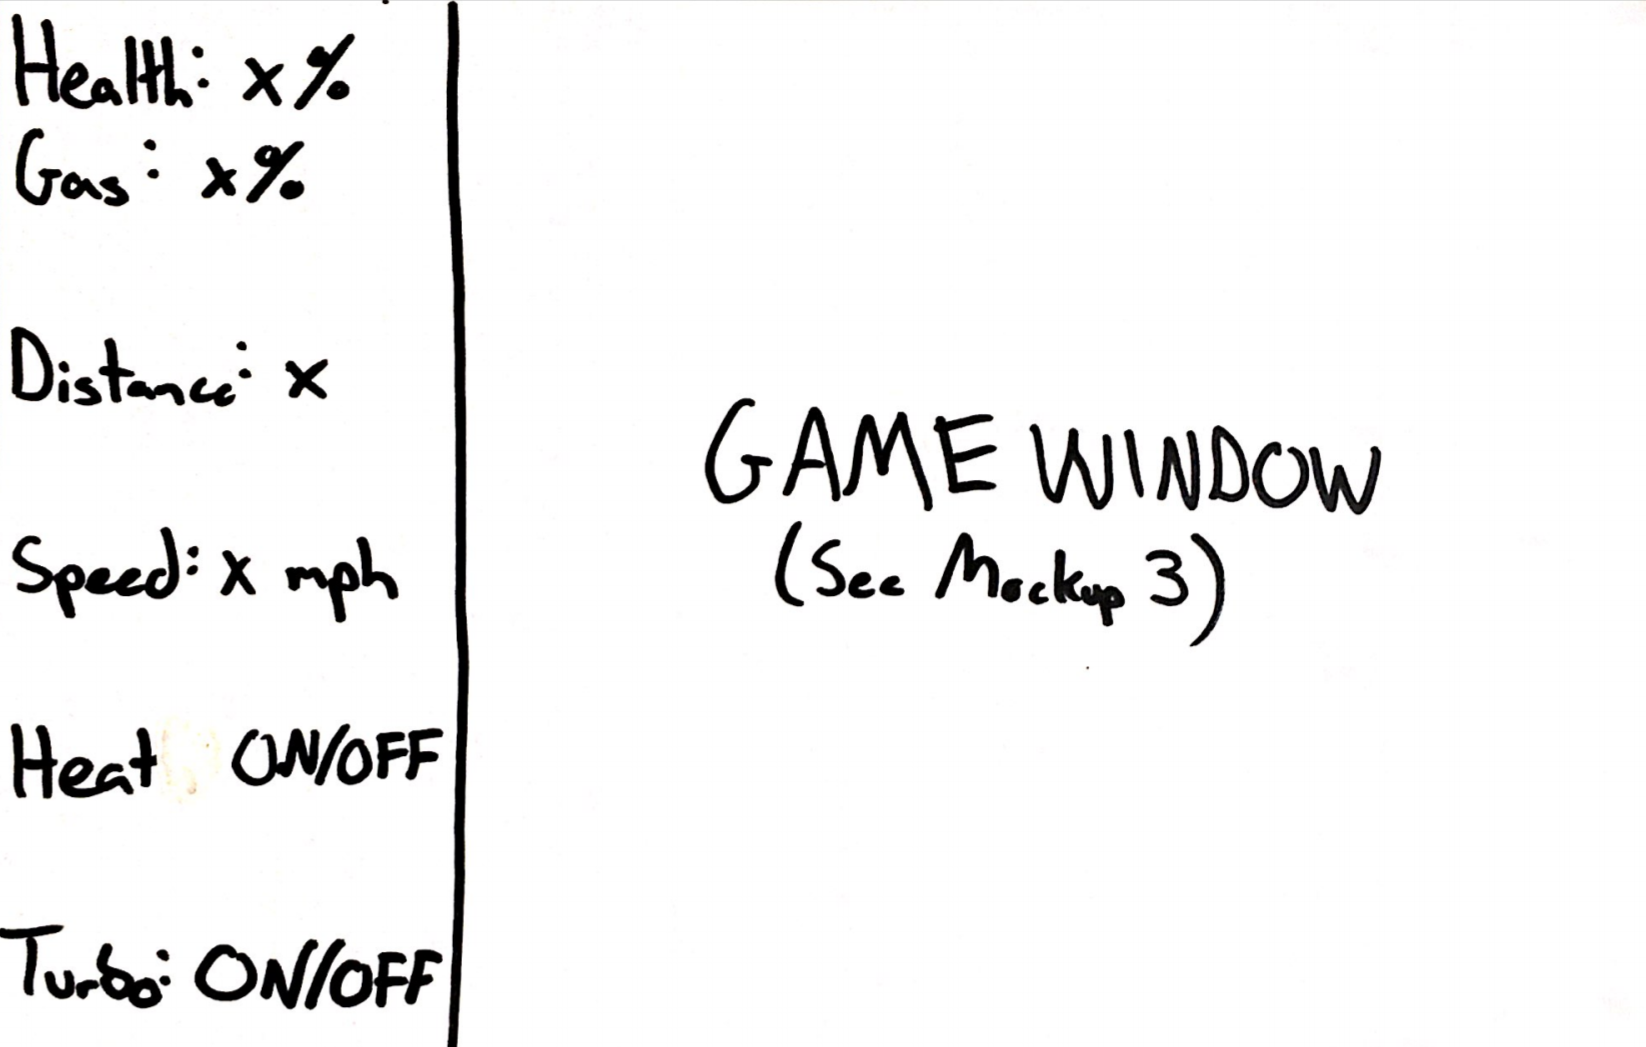 Health: x%
Gas: x%
Distance: x
Speed: x mph
Heat ON/OFF
Turbo: ON/OFF
GAME WINDOW
(See Mockup 3)